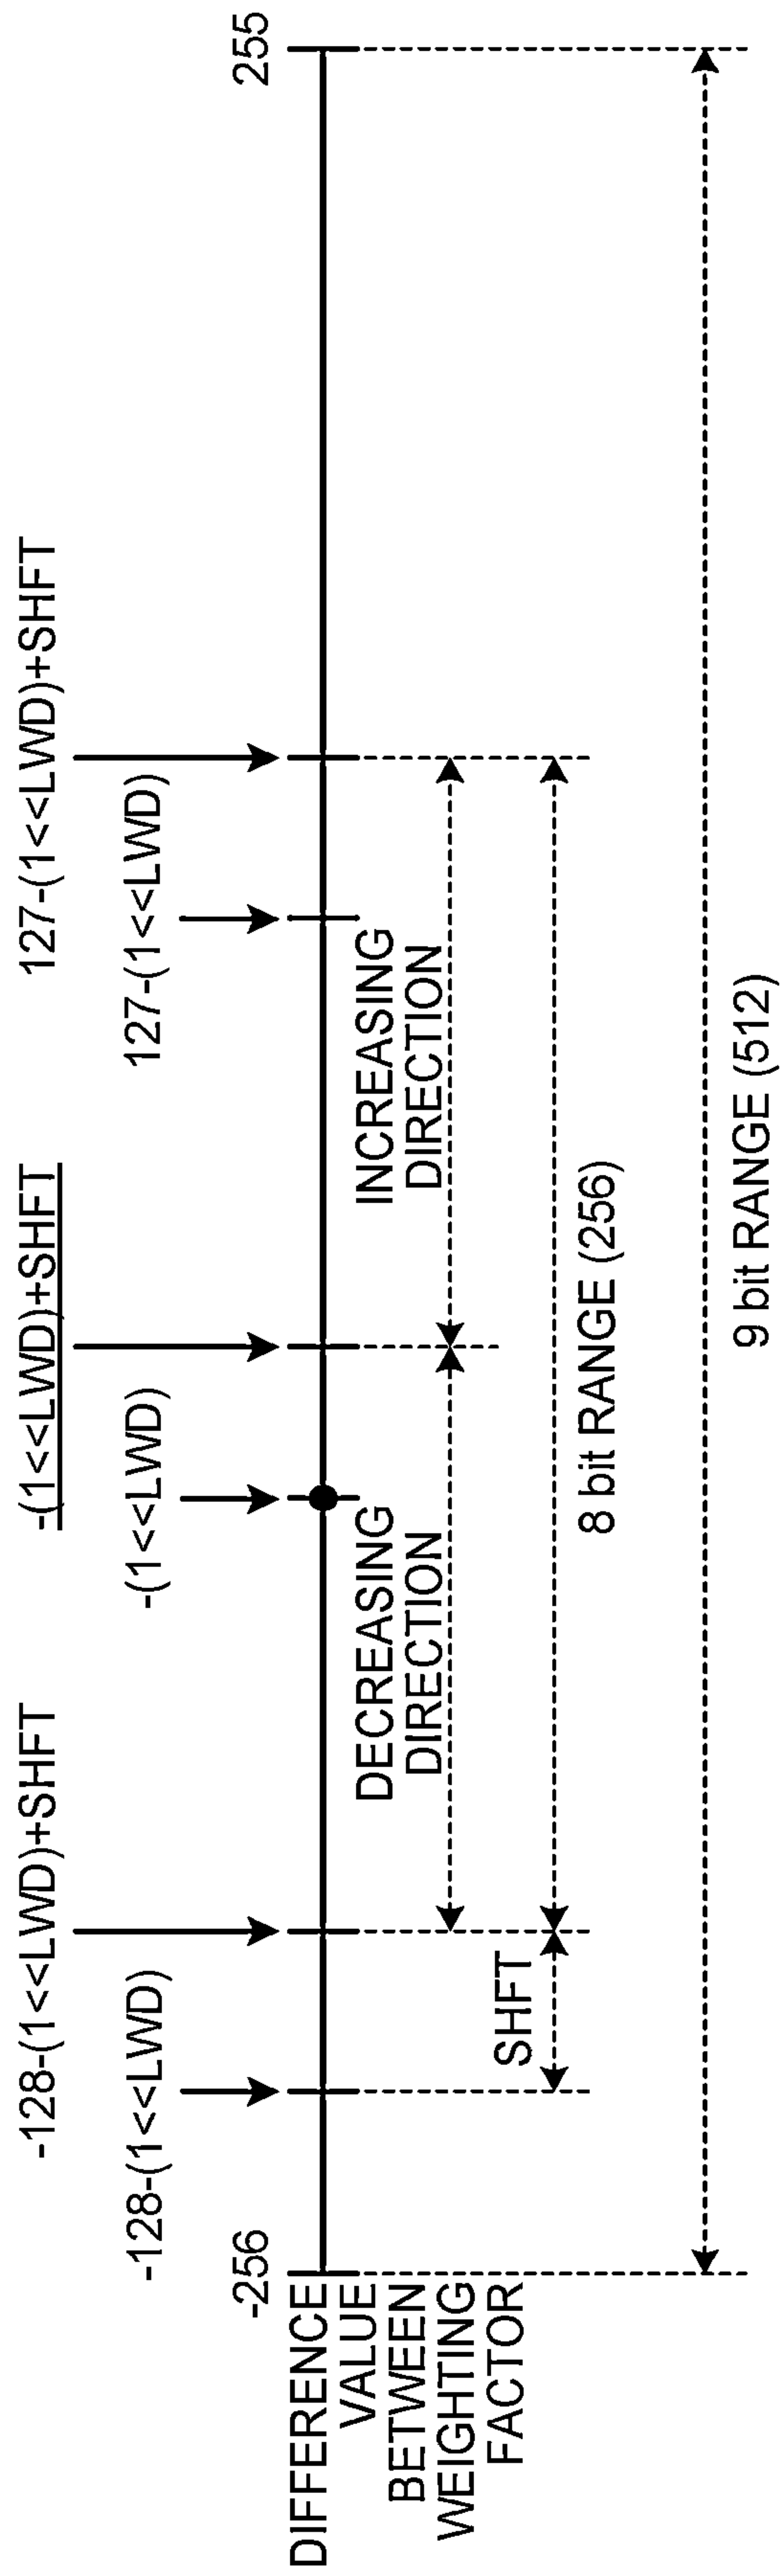 -128-(1<<LWD)+SHFT
-(1<<LWD)+SHFT
127-(1<<LWD)+SHFT
-128-(1<<LWD)
-(1<<LWD)
127-(1<<LWD)
-256
255
DIFFERENCE
VALUE
BETWEEN
WEIGHTING
FACTOR
DECREASING
DIRECTION
INCREASING
DIRECTION
SHFT
8 bit RANGE (256)
9 bit RANGE (512)